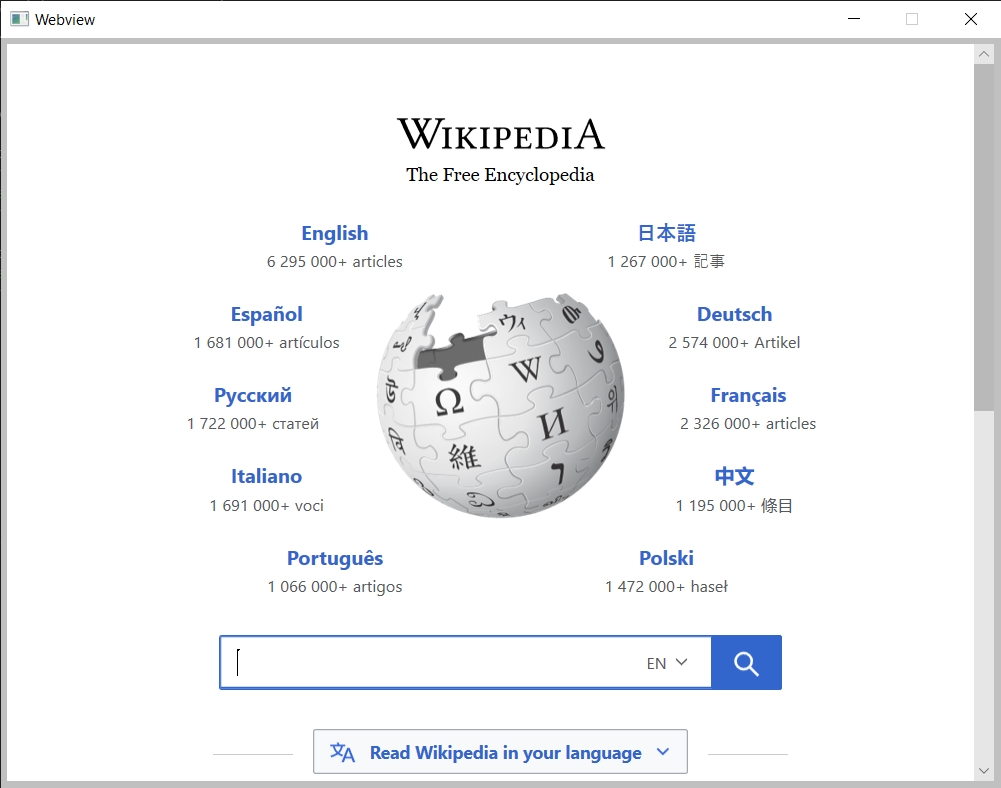 Webview
WIKIPEDIA
The Free Encyclopedia
English
6 295 000+ articles
日本語
1 267 000+ 記事
Español
1 681 000+ artículos
Deutsch
2 574 000+ Artikel
Русский
1 722 000+ статей
Français
2 326 000+ articles
Italiano
1 691 000+ voci
中文
1 195 000+ 條目
Português
1 066 000+ artigos
Polski
1 472 000+ haseł
ウィ
W
Ω
И
維
EN
Read Wikipedia in your language